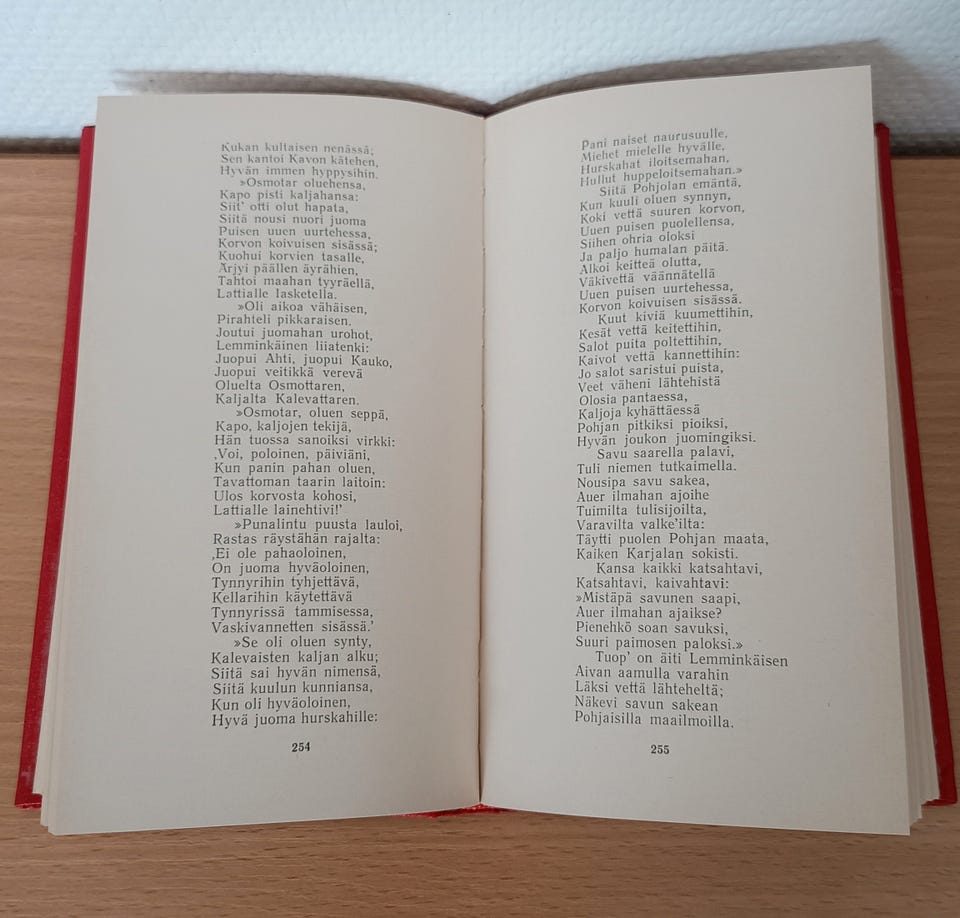 Kukan kultaisen nenässä;
Sen kantoi Kavon kätehen,
Hyvän immen hyppysihin.
»Osmotar oluehensa,
Kapo pisti kaljahansa:
Siit' otti olut hapata,
Siitä nousi nuori juoma
Puisen uuen uurtehessa,
Korvon koivuisen sisässä;
Kuohui korvien tasalle,
Ärjyi päällen äyrähien,
Tahtoi maahan tyyräellä,
Lattialle lasketella.
»Oli aikoa vähäisen,
Pirahteli pikkaraisen.
Joutui juomahan urohot,
Lemminkäinen liiatenki:
Juopui Ahti, juopui Kauko,
Juopui veitikkä verevä
Oluelta Osmottaren,
Kaljalta Kalevattaren.
»Osmotar, oluen seppä,
Kapo, kaljojen tekijä,
Hän tuossa sanoiksi virkki:
‚Voi, poloinen, päiviäni,
Kun panin pahan oluen,
Tavattoman taarin laitoin:
Ulos korvosta kohosi,
Lattialle lainehtivi!'
»Punalintu puusta lauloi,
Rastas räystähän rajalta:
‚Ei ole pahaoloinen,
On juoma hyväoloinen,
Tynnyrihin tyhjettävä,
Kellarihin käytettävä
Tynnyrissä tammisessa,
Vaskivannetten sisässä.'
»Se oli oluen synty,
Kalevaisten kaljan alku;
Siitä sai hyvän nimensä,
Siitä kuulun kunniansa,
Kun oli hyväoloinen,
Hyvä juoma hurskahille:
254
Pani naiset naurusuulle,
Miehet mielelle hyvälle,
Hurskahat iloitsemahan,
Hullut huppeloitsemahan.»
Siitä Pohjolan emäntä,
Kun kuuli oluen synnyn,
Koki vettä suuren korvon,
Uuen puisen puolellensa,
Siihen ohria oloksi
Ja paljo humalan päitä.
Alkoi keitteä olutta,
Väkivettä väännätellä
Uuen puisen uurtehessa,
Korvon koivuisen sisässä.
Kuut kiviä kuumettihin,
Kesät vettä keitettihin,
Salot puita poltettihin,
Kaivot vettä kannettihin:
Jo salot saristui puista,
Veet väheni lähtehistä
Olosia pantaessa,
Kaljoja kyhättäessä
Pohjan pitkiksi pioiksi,
Hyvän joukon juomingiksi.
Savu saarella palavi,
Tuli niemen tutkaimella.
Nousipa savu sakea,
Auer ilmahan ajoihe
Tuimilta tulisijoilta,
Varavilta valke'ilta:
Täytti puolen Pohjan maata,
Kaiken Karjalan sokisti.
Kansa kaikki katsahtavi,
Katsahtavi, kaivahtavi:
»Mistäpä savunen saapi,
Auer ilmahan ajaikse?
Pienehkö soan savuksi,
Suuri paimosen paloksi.»
Tuop' on äiti Lemminkäisen
Aivan aamulla varahin
Läksi vettä lähteheltä;
Näkevi savun sakean
Pohjaisilla maailmoilla.
255